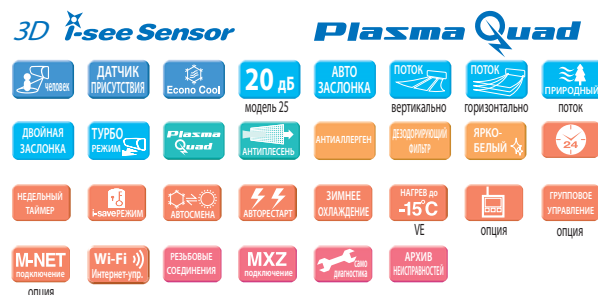 3D i-see Sensor
Plasma Quad
человек
ДАТЧИК
ПРИСУТСТВИЯ
Econo Cool
20 дБ
модель 25
АВТО
ЗАСЛОНКА
ПОТОК
вертикально
ПОТОК
горизонтально
ПРИРОДНЫЙ
поток
ДВОЙНАЯ
ЗАСЛОНКА
ТУРБО
РЕЖИМ
Plasma
Quad
АНТИПЛЕСЕНЬ
АНТИАЛЛЕРГЕН
ДЕЗОДОРИРУЮЩИЙ
ФИЛЬТР
ЯРКО-
БЕЛЫЙ
24
НЕДЕЛЬНЫЙ
ТАЙМЕР
i-saveРЕЖИМ
АВТОСМЕНА
АВТОРЕСТАРТ
ЗИМНЕЕ
ОХЛАЖДЕНИЕ
НАГРЕВ до
-15°C
VE
опция
ГРУППОВОЕ
УПРАВЛЕНИЕ
опция
M-NET
подключение
опция
Wi-Fi
Интернет-упр.
РЕЗЬБОВЫЕ
СОЕДИНЕНИЯ
MXZ
подключение
само
диагностика
АРХИВ
НЕИСПРАВНОСТЕЙ